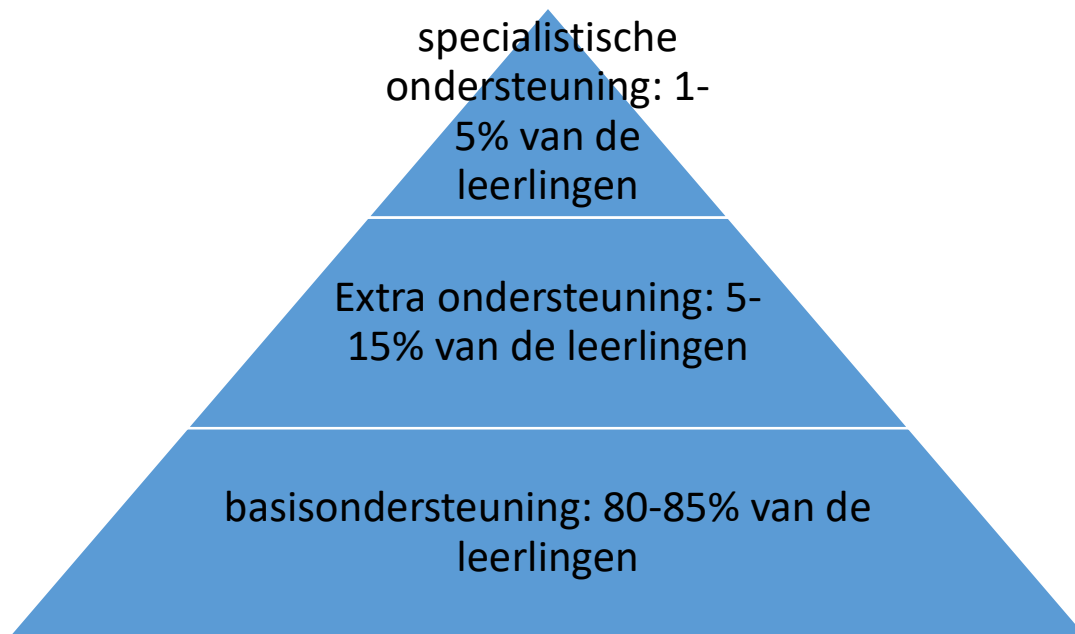 specialistische
ondersteuning: 1-
5% van de
leerlingen
Extra ondersteuning: 5-
15% van de leerlingen
basisondersteuning: 80-85% van de
leerlingen